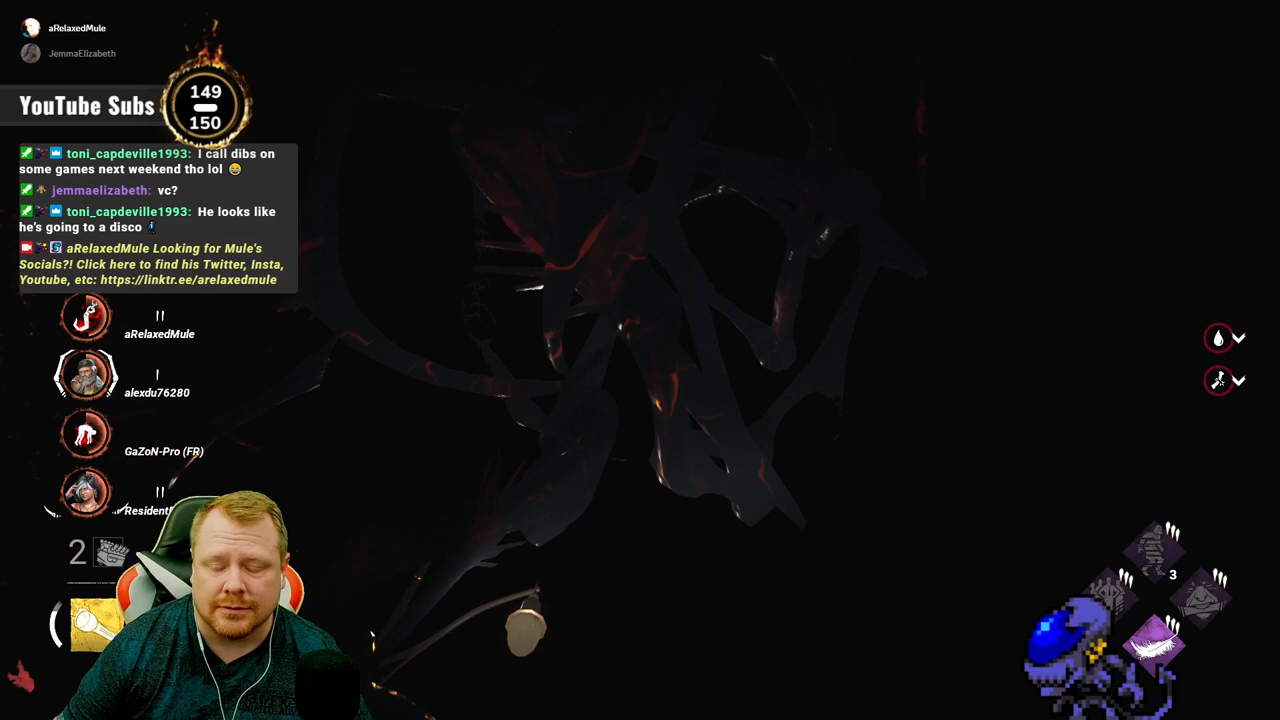 aRelaxedMule
JemmaElizabeth
YouTube Subs
149
150
toni_capdeville1993: I call dibs on
some games next weekend tho lol 😂
jemmaelizabeth: vc?
toni_capdeville1993: He looks like
he's going to a disco
aRelaxedMule Looking for Mule's
Socials?! Click here to find his Twitter, Insta,
Youtube, etc: https://linktr.ee/arelaxedmule
aRelaxedMule
alexdu76280
GaZoN-Pro (FR)
2
3